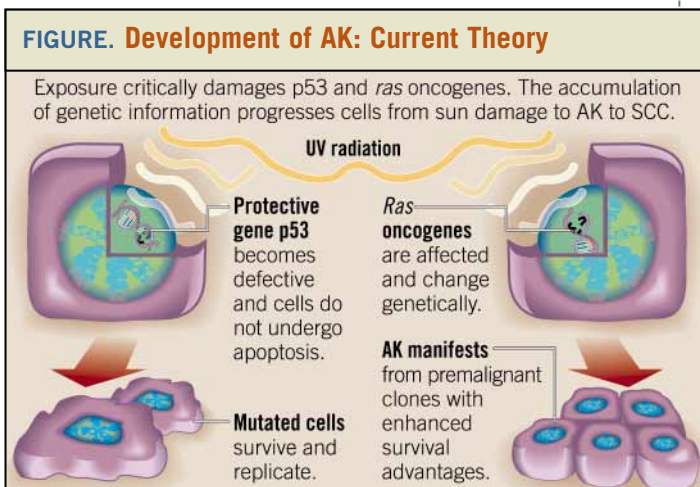 FIGURE. Development of AK: Current Theory
Exposure critically damages p53 and ras oncogenes. The accumulation
of genetic information progresses cells from sun damage to AK to SCC.
UV radiation
Protective
gene p53
becomes
defective
and cells do
not undergo
apoptosis.
Ras
oncogenes
are affected
and change
genetically.
Mutated cells
survive and
replicate.
AK manifests
from premalignant
clones with
enhanced
survival
advantages.